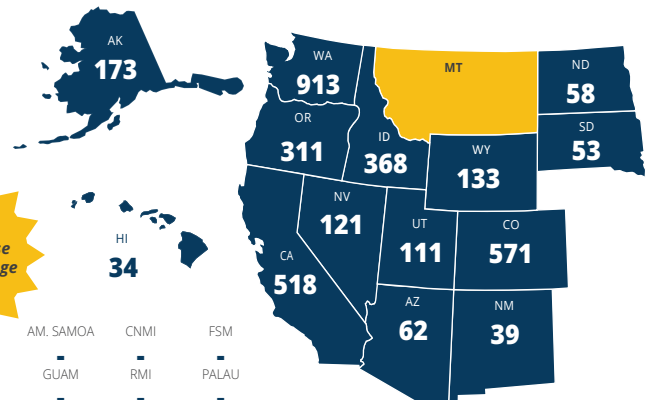 AK
173
WA
913
MT
ND
58
OR
311
ID
368
SD
53
WY
133
NV
121
HI
34
UT
111
CO
571
CA
518
AZ
62
NM
39
AM. SAMOA CNMI FSM
- - -
GUAM RMI PALAU
- - -